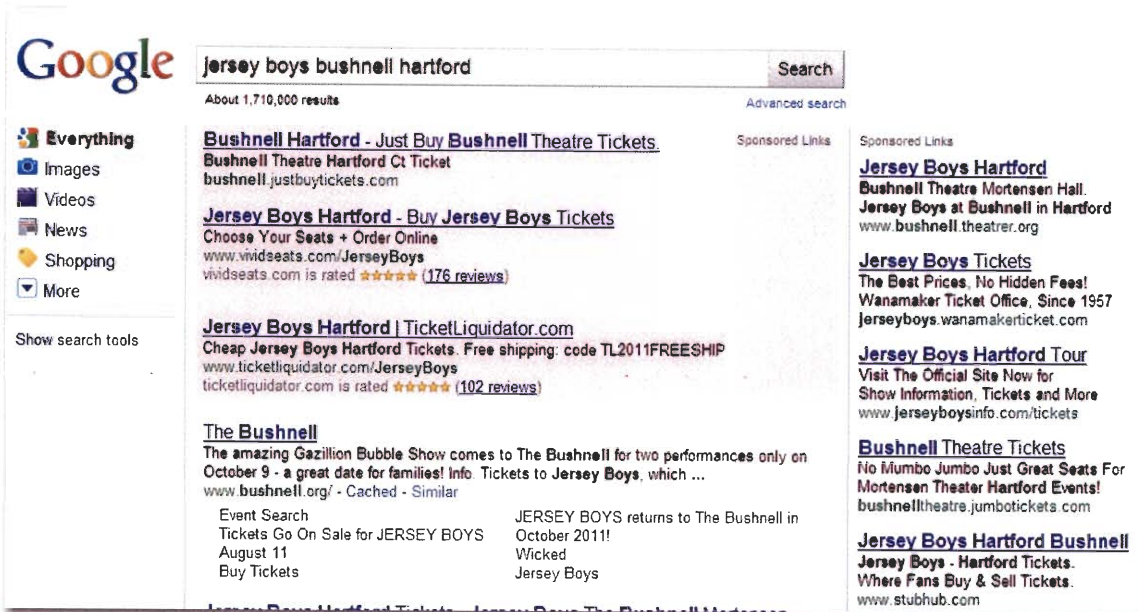 Google
jersey boys bushnell hartford
Search
About 1,710,000 results
Advanced search
Everything
Images
Videos
News
Shopping
More
Show search tools
Bushnell Hartford - Just Buy Bushnell Theatre Tickets.
Sponsored Links
Bushnell Theatre Hartford Ct Ticket
bushnell.justbuytickets.com
Jersey Boys Hartford - Buy Jersey Boys Tickets
Choose Your Seats + Order Online
www.vividseats.com/JerseyBoys
vividseats.com is rated ★★★★★ (176 reviews)
Jersey Boys Hartford | TicketLiquidator.com
Cheap Jersey Boys Hartford Tickets. Free shipping: code TL2011FREESHIP
www.ticketliquidator.com/JerseyBoys
ticketliquidator.com is rated ★★★★★ (102 reviews)
The Bushnell
The amazing Gazillion Bubble Show comes to The Bushnell for two performances only on
October 9 - a great date for families! Info. Tickets to Jersey Boys, which ...
www.bushnell.org/ - Cached - Similar
Event Search
Tickets Go On Sale for JERSEY BOYS
August 11
Buy Tickets
JERSEY BOYS returns to The Bushnell in
October 2011!
Wicked
Jersey Boys
Jersey Boys Hartford Tickets - Jersey Boys The Bushnell Mortensen
Sponsored Links
Jersey Boys Hartford
Bushnell Theatre Mortensen Hall.
Jersey Boys at Bushnell in Hartford
www.bushnell.theatrer.org
Jersey Boys Tickets
The Best Prices, No Hidden Fees!
Wanamaker Ticket Office, Since 1957
jerseyboys.wanamakerticket.com
Jersey Boys Hartford Tour
Visit The Official Site Now for
Show Information, Tickets and More
www.jerseyboysinfo.com/tickets
Bushnell Theatre Tickets
No Mumbo Jumbo Just Great Seats For
Mortensen Theater Hartford Events!
bushnelltheatre.jumbotickets.com
Jersey Boys Hartford Bushnell
Jersey Boys - Hartford Tickets.
Where Fans Buy & Sell Tickets.
www.stubhub.com